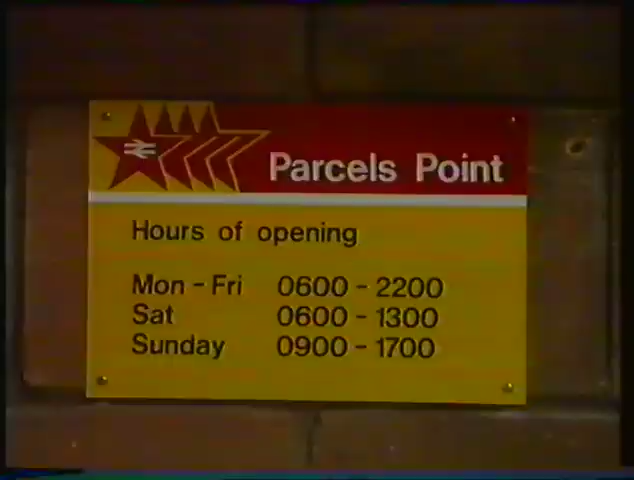 Parcels Point
Hours of opening
Mon - Fri 0600 - 2200
Sat 0600 - 1300
Sunday 0900 - 1700